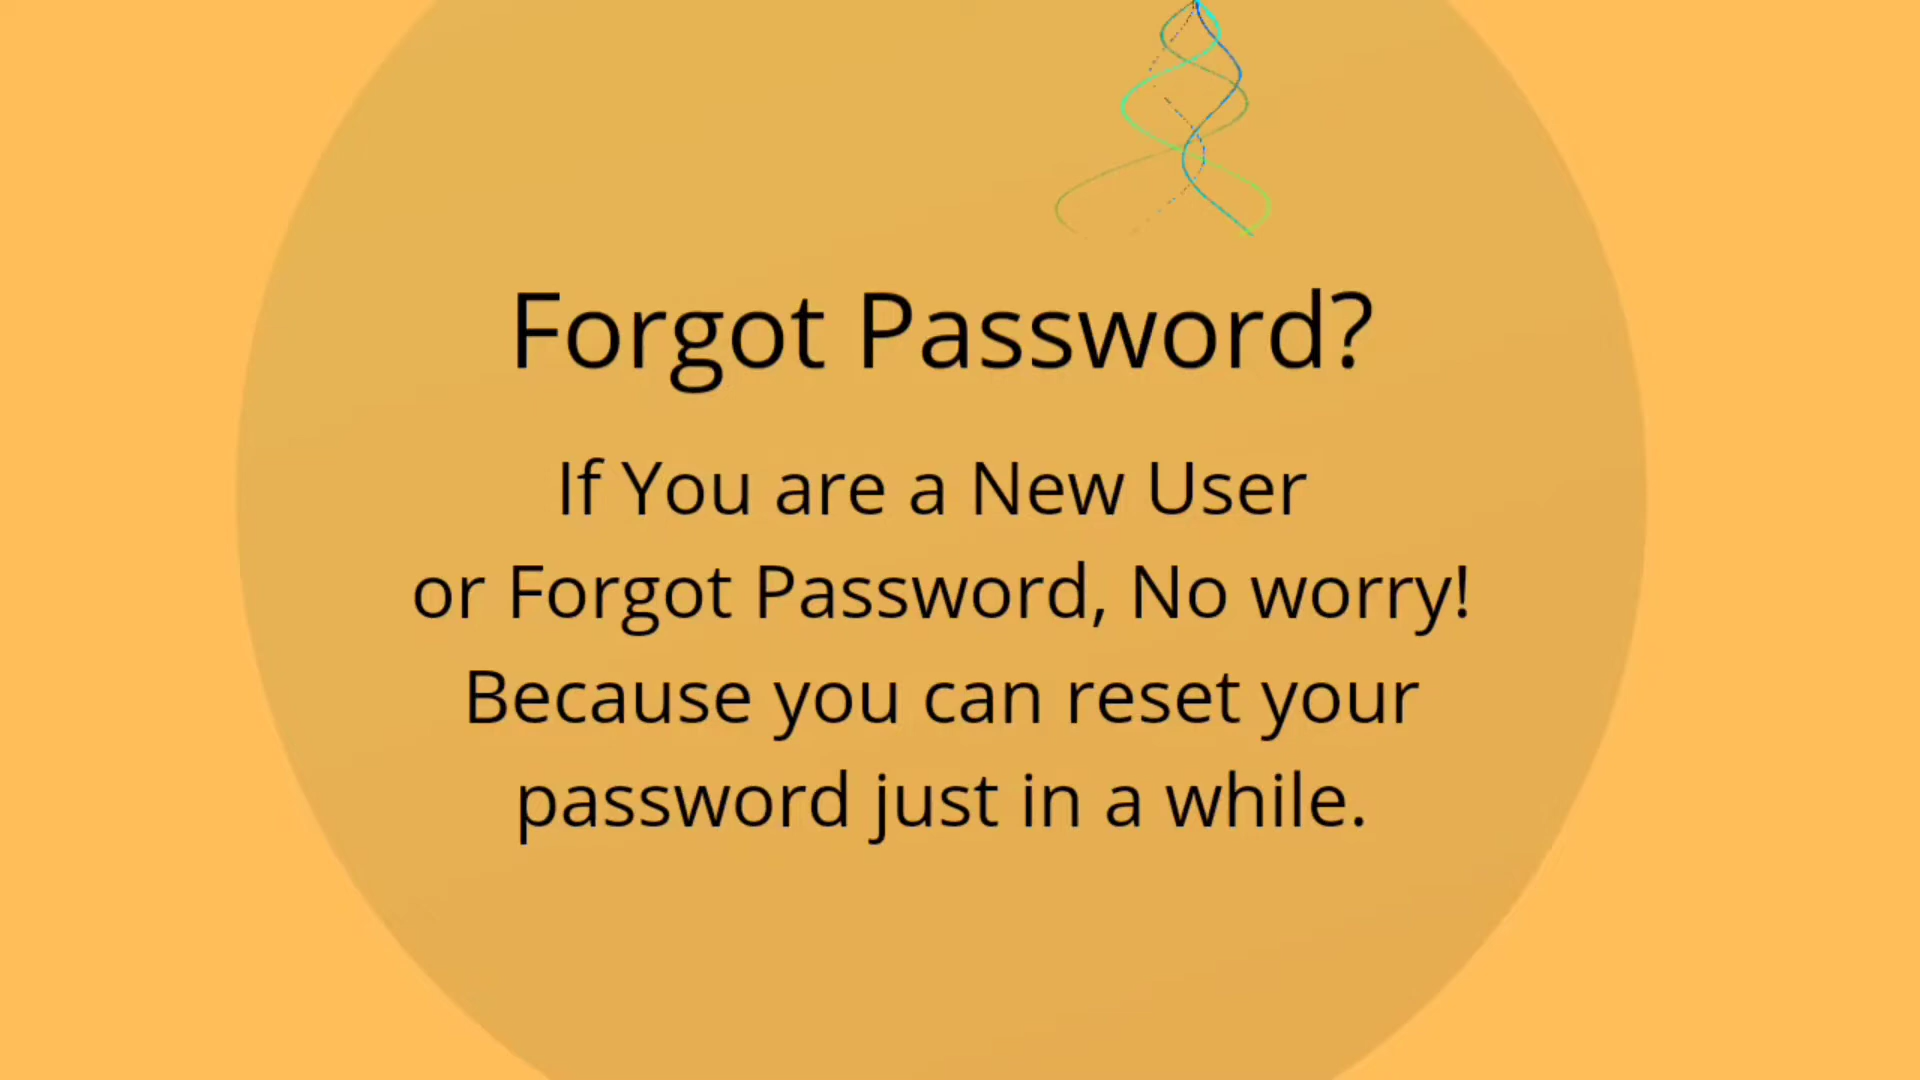 Forgot Password?
If You are a New User
or Forgot Password, No worry!
Because you can reset your
password just in a while.